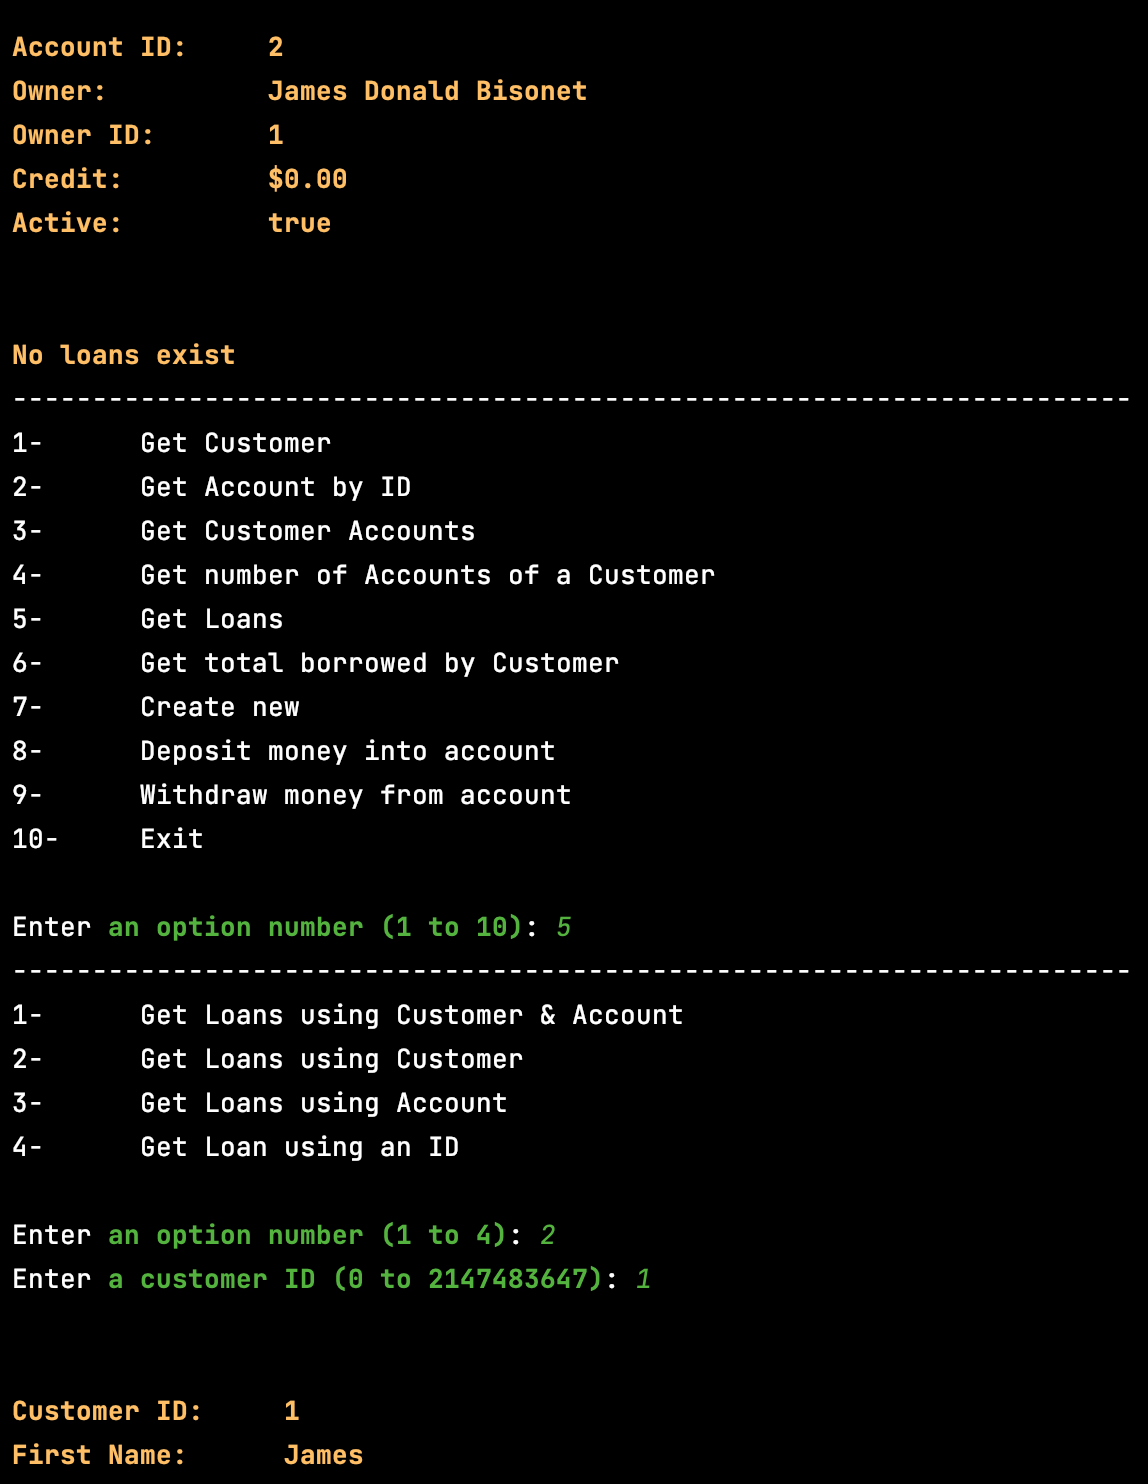 Account ID:     2
Owner:          James Donald Bisonet
Owner ID:       1
Credit:         $0.00
Active:         true
No loans exist
----------------------------------------------------------------------
1-      Get Customer
2-      Get Account by ID
3-      Get Customer Accounts
4-      Get number of Accounts of a Customer
5-      Get Loans
6-      Get total borrowed by Customer
7-      Create new
8-      Deposit money into account
9-      Withdraw money from account
10-     Exit
Enter an option number (1 to 10): 5
----------------------------------------------------------------------
1-      Get Loans using Customer & Account
2-      Get Loans using Customer
3-      Get Loans using Account
4-      Get Loan using an ID
Enter an option number (1 to 4): 2
Enter a customer ID (0 to 2147483647): 1
Customer ID:     1
First Name:      James